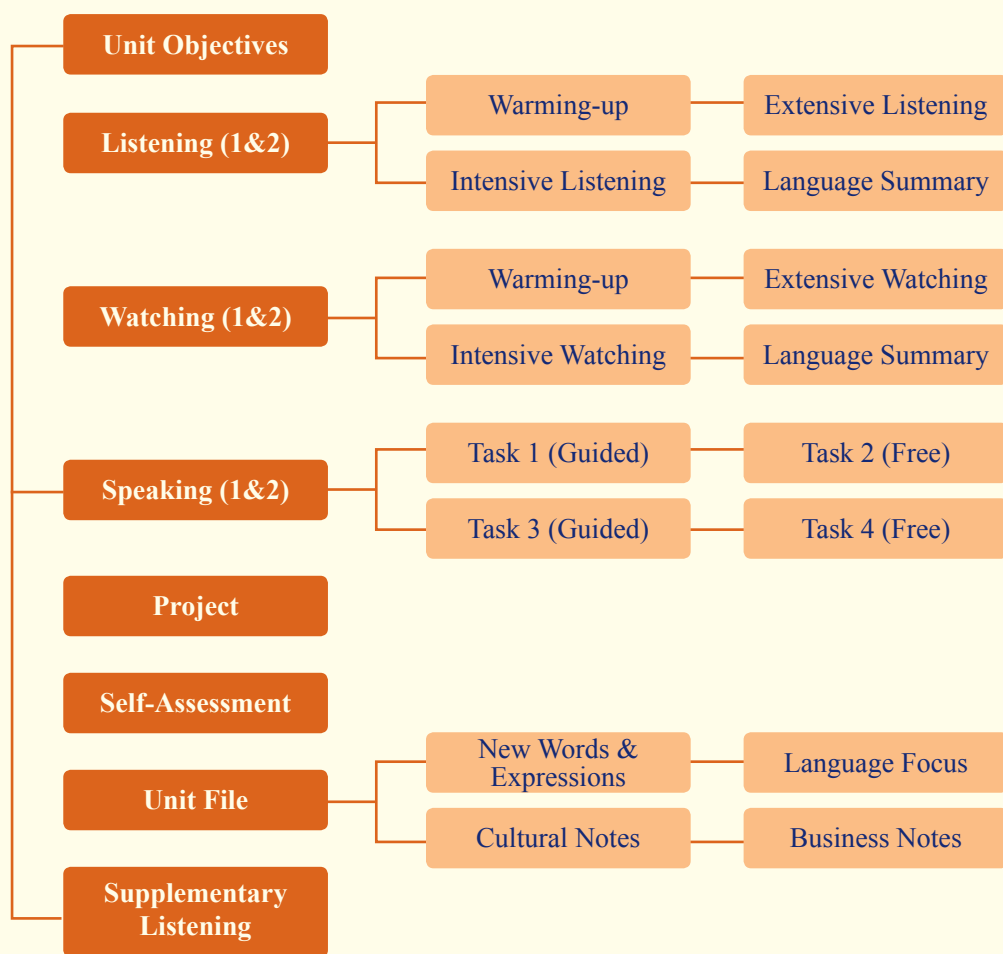 Unit Objectives
Listening (1&2)
Warming-up
Extensive Listening
Intensive Listening
Language Summary
Watching (1&2)
Warming-up
Extensive Watching
Intensive Watching
Language Summary
Speaking (1&2)
Task 1 (Guided)
Task 2 (Free)
Task 3 (Guided)
Task 4 (Free)
Project
Self-Assessment
Unit File
New Words &
Expressions
Language Focus
Cultural Notes
Business Notes
Supplementary
Listening